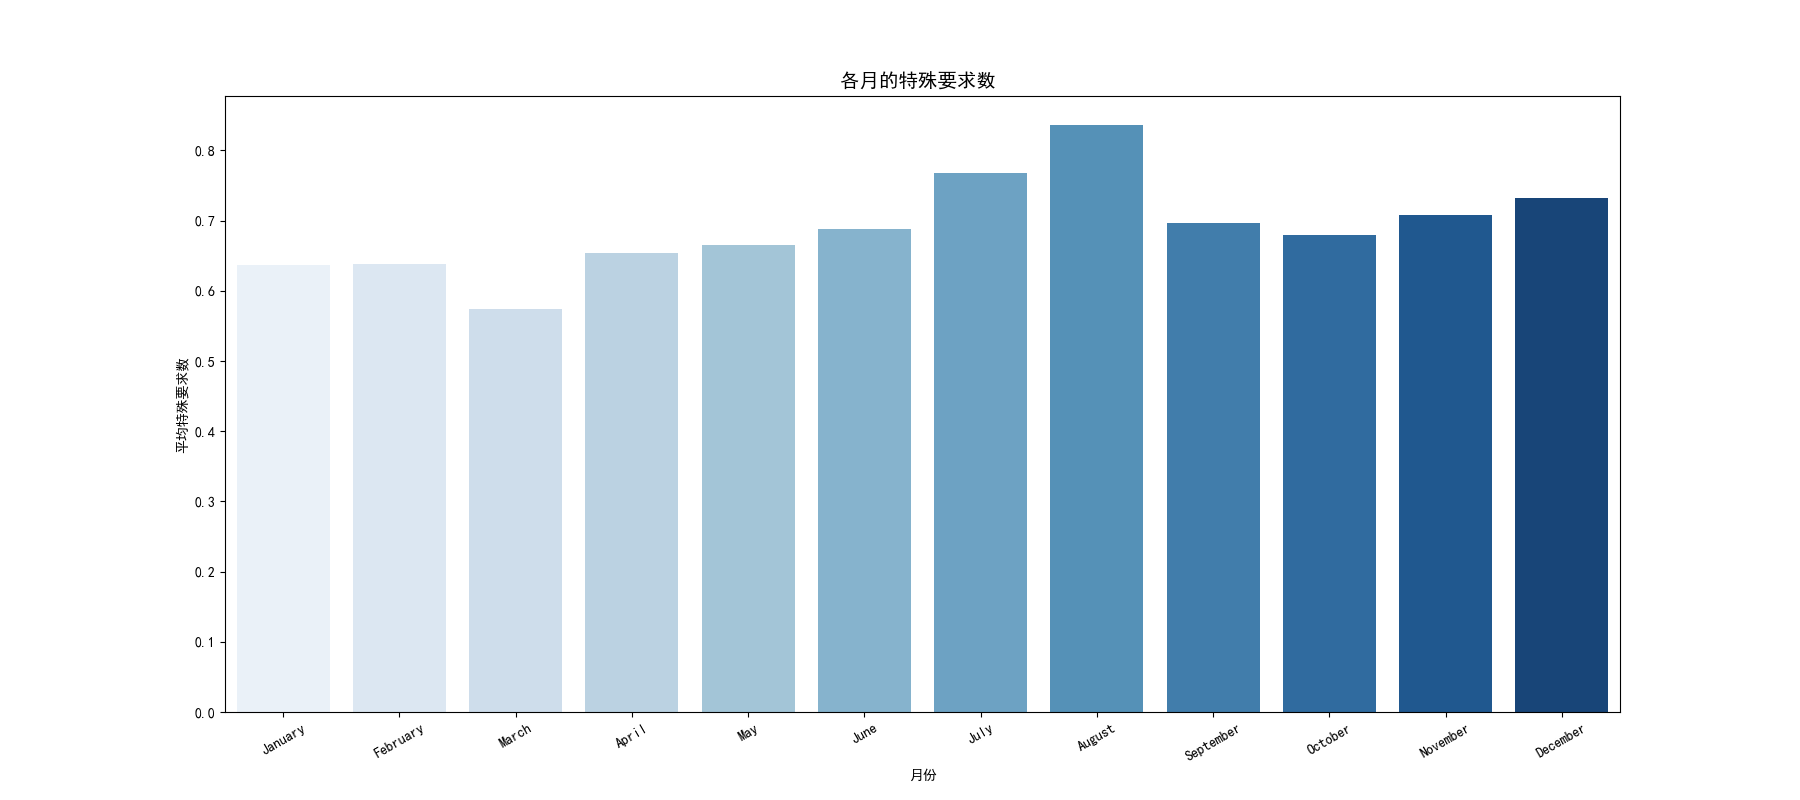 各月的特殊要求数
平均特殊要求数
0.8
0.7
0.6
0.5
0.4
0.3
0.2
0.1
0.0
January
February
March
April
May
June
July
August
September
October
November
December
月份